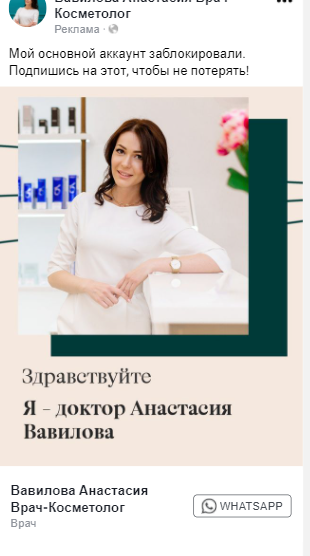 Вавилова Анастасия Врач-
Косметолог
Реклама ·
Мой основной аккаунт заблокировали.
Подпишись на этот, чтобы не потерять!
Здравствуйте
Я - доктор Анастасия
Вавилова
Вавилова Анастасия
Врач-Косметолог
Врач
WHATSAPP